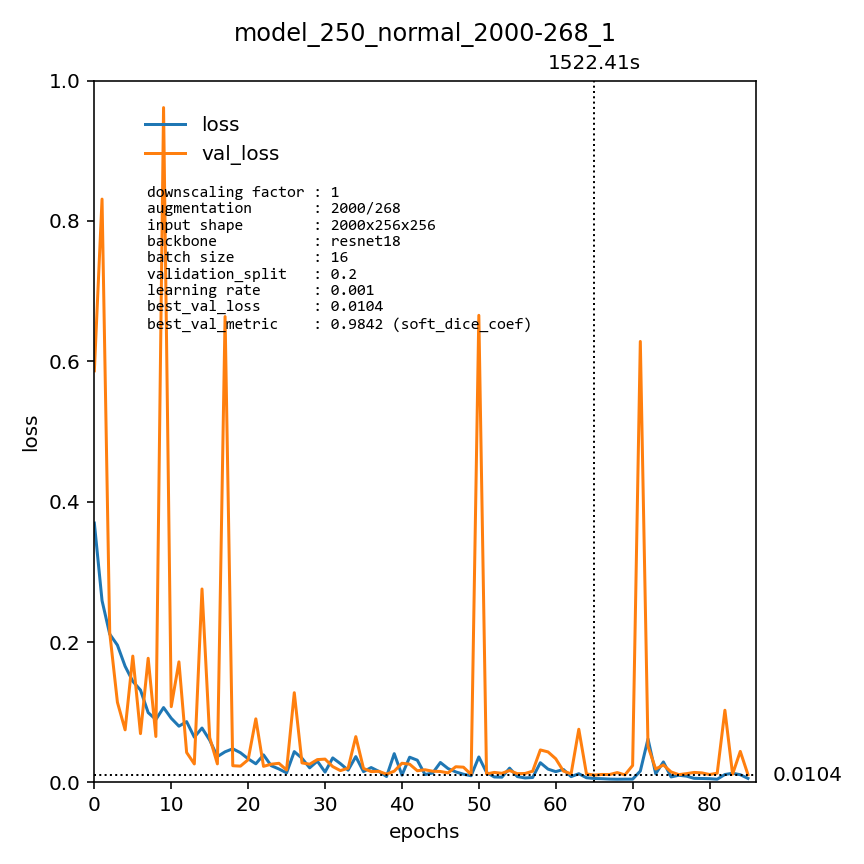 model_250_normal_2000-268_1
1522.41s
1.0
0.8
0.6
0.4
0.2
0.0
loss
loss
val_loss
downscaling factor : 1
augmentation : 2000/268
input shape : 2000x256x256
backbone : resnet18
batch size : 16
validation_split : 0.2
learning rate : 0.001
best_val_loss : 0.0104
best_val_metric : 0.9842 (soft_dice_coef)
0.0104
0 10 20 30 40 50 60 70 80
epochs